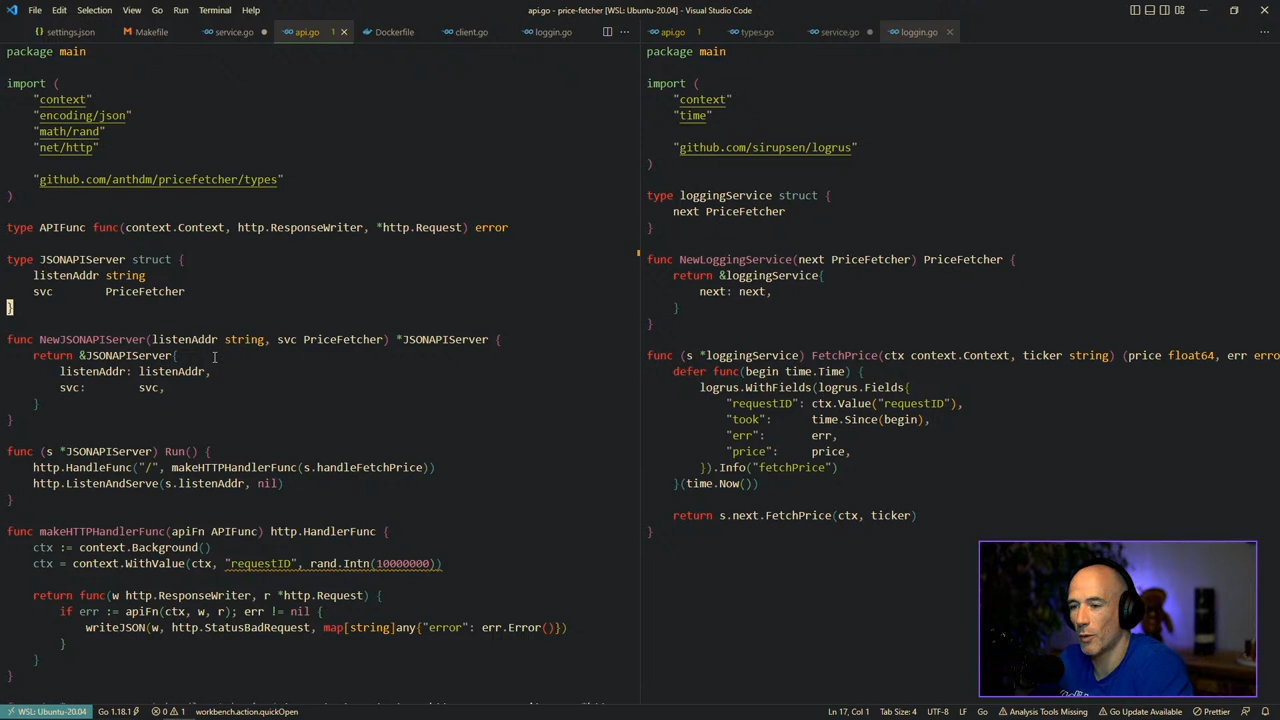 File Edit Selection View Go Run Terminal Help
api.go - price-fetcher [WSL: Ubuntu-20.04] - Visual Studio Code
settings.json Makefile service.go api.go 1 Dockerfile client.go loggin.go
package main
import (
"context"
"encoding/json"
"math/rand"
"net/http"
"github.com/anthdm/pricefetcher/types"
)
type APIFunc func(context.Context, http.ResponseWriter, *http.Request) error
type JSONAPIServer struct {
listenAddr string
svc PriceFetcher
}
func NewJSONAPIServer(listenAddr string, svc PriceFetcher) *JSONAPIServer {
return &JSONAPIServer{
listenAddr: listenAddr,
svc: svc,
}
}
func (s *JSONAPIServer) Run() {
http.HandleFunc("/", makeHTTPHandlerFunc(s.handleFetchPrice))
http.ListenAndServe(s.listenAddr, nil)
}
func makeHTTPHandlerFunc(apiFn APIFunc) http.HandlerFunc {
ctx := context.Background()
ctx = context.WithValue(ctx, "requestID", rand.Intn(10000000))
return func(w http.ResponseWriter, r *http.Request) {
if err := apiFn(ctx, w, r); err != nil {
writeJSON(w, http.StatusBadRequest, map[string]any{"error": err.Error()})
}
}
}
api.go 1 types.go service.go loggin.go
package main
import (
"context"
"time"
"github.com/sirupsen/logrus"
)
type loggingService struct {
next PriceFetcher
}
func NewLoggingService(next PriceFetcher) PriceFetcher {
return &loggingService{
next: next,
}
}
func (s *loggingService) FetchPrice(ctx context.Context, ticker string) (price float64, err erro
defer func(begin time.Time) {
logrus.WithFields(logrus.Fields{
"requestID": ctx.Value("requestID"),
"took": time.Since(begin),
"err": err,
"price": price,
}).Info("fetchPrice")
}(time.Now())
return s.next.FetchPrice(ctx, ticker)
}
WSL: Ubuntu-20.04 Go 1.18.1 0 1 workbench.action.quickOpen
Ln 17, Col 1 Tab Size: 4 UTF-8 LF Go Analysis Tools Missing Go Update Available Prettier